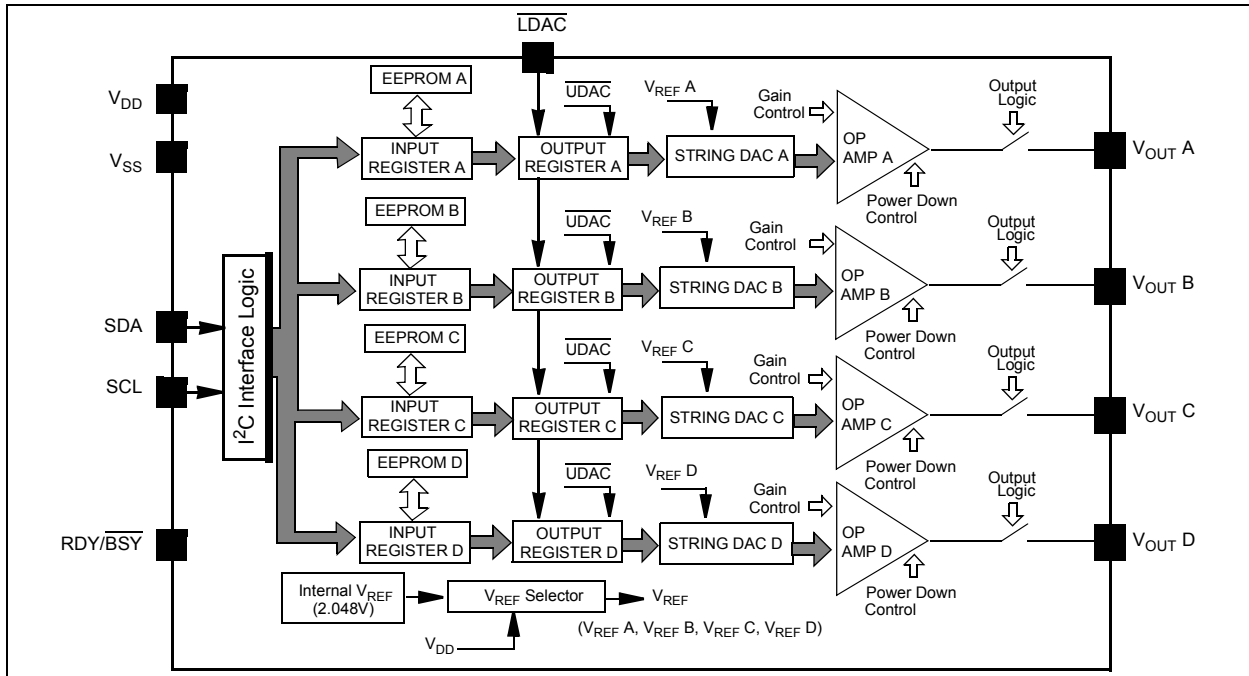 LDAC
EEPROM A
UDAC
VREF A
Gain
Control
Output
Logic
VDD
VSS
INPUT
REGISTER A
OUTPUT
REGISTER A
STRING DAC A
OP
AMP A
VOUT A
Power Down
Control
EEPROM B
UDAC
VREF B
Gain
Control
Output
Logic
INPUT
REGISTER B
OUTPUT
REGISTER B
STRING DAC B
OP
AMP B
VOUT B
Power Down
Control
SDA
SCL
I²C Interface Logic
EEPROM C
UDAC
VREF C
Gain
Control
Output
Logic
INPUT
REGISTER C
OUTPUT
REGISTER C
STRING DAC C
OP
AMP C
VOUT C
Power Down
Control
EEPROM D
UDAC
VREF D
Gain
Control
Output
Logic
RDY/BSY
INPUT
REGISTER D
OUTPUT
REGISTER D
STRING DAC D
OP
AMP D
VOUT D
Power Down
Control
Internal VREF
(2.048V)
VREF Selector
VREF
(VREF A, VREF B, VREF C, VREF D)
VDD